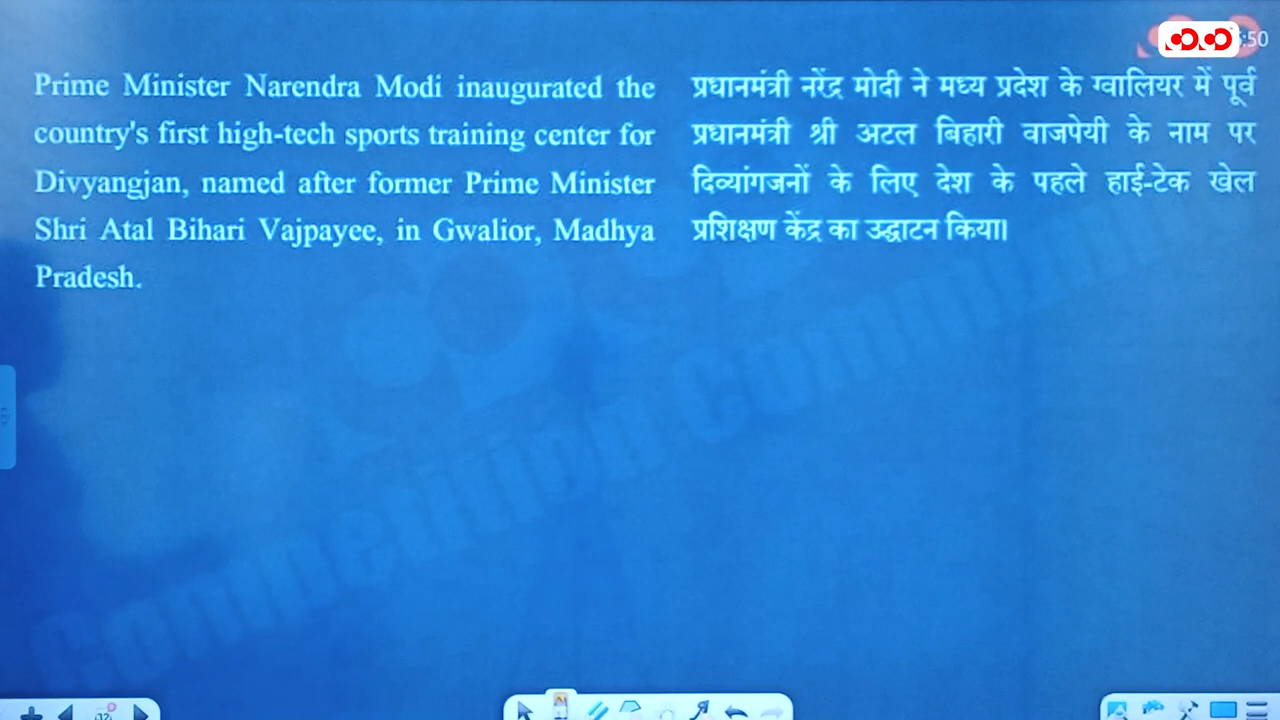 :50
Prime Minister Narendra Modi inaugurated the
country's first high-tech sports training center for
Divyangjan, named after former Prime Minister
Shri Atal Bihari Vajpayee, in Gwalior, Madhya
Pradesh.
प्रधानमंत्री नरेंद्र मोदी ने मध्य प्रदेश के ग्वालियर में पूर्व
प्रधानमंत्री श्री अटल बिहारी वाजपेयी के नाम पर
दिव्यांगजनों के लिए देश के पहले हाई-टेक खेल
प्रशिक्षण केंद्र का उद्घाटन किया।